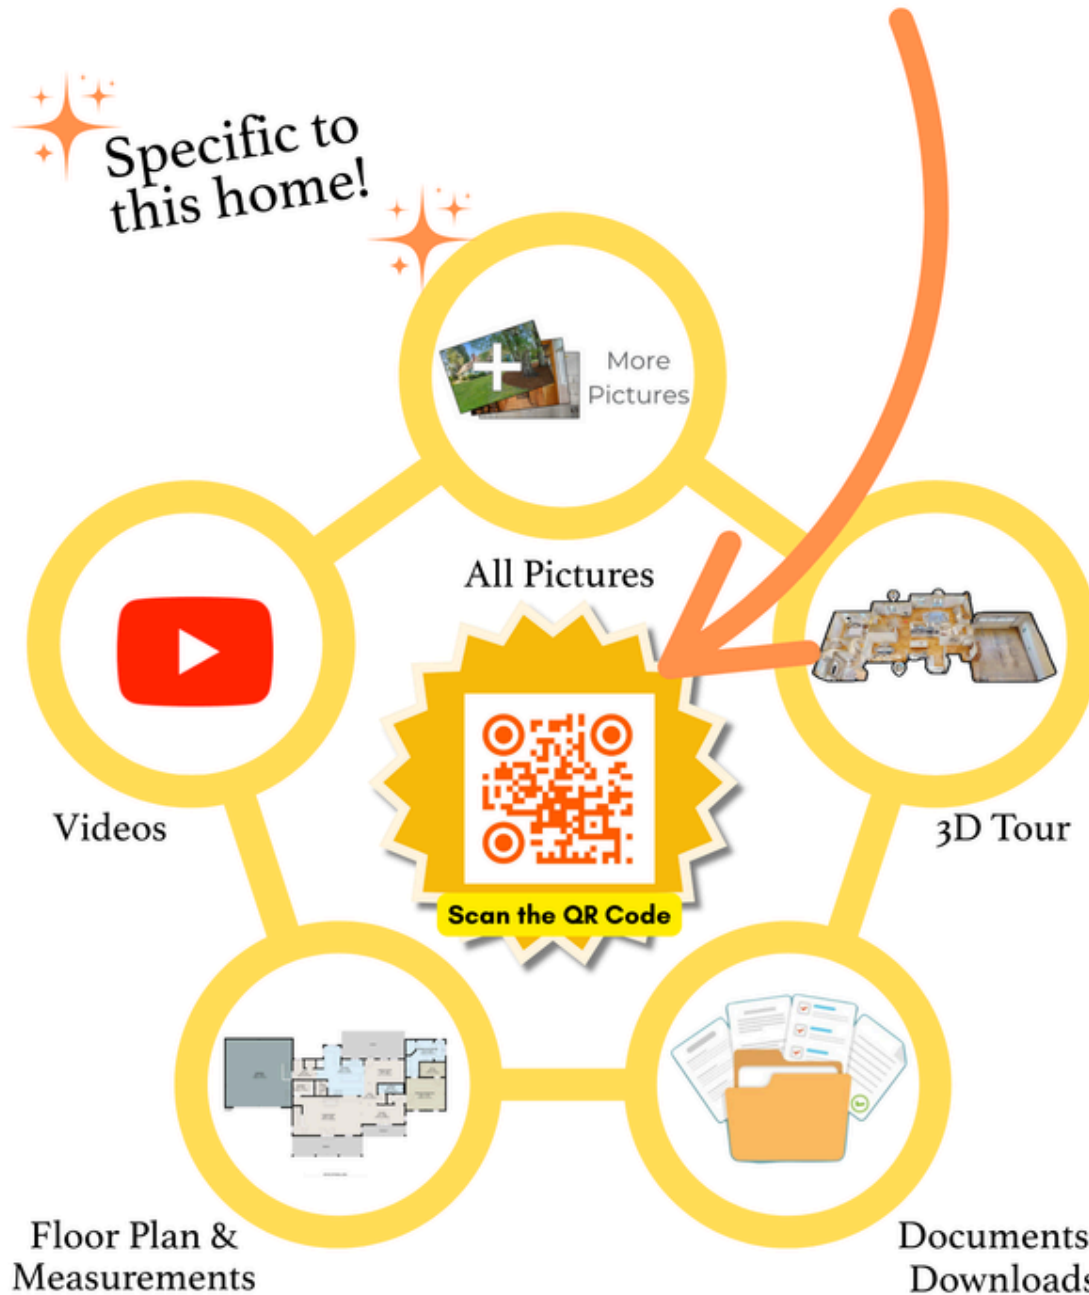 Specific to
this home!
More
Pictures
All Pictures
Videos
3D Tour
Scan the QR Code
Floor Plan &
Measurements
Documents
Downloads